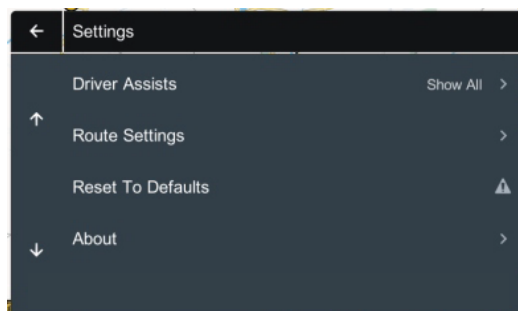 Settings
Driver Assists
Show All
Route Settings
Reset To Defaults
About